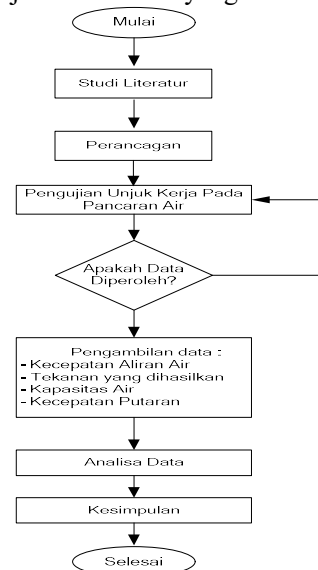 Mulai
Studi Literatur
Perancagan
Pengujian Unjuk Kerja Pada
Pancaran Air
Apakah Data
Diperoleh?
Pengambilan data :
- Kecepatan Aliran Air
- Tekanan yang dihasilkan
- Kapasitas Air
- Kecepatan Putaran
Analisa Data
Kesimpulan
Selesai